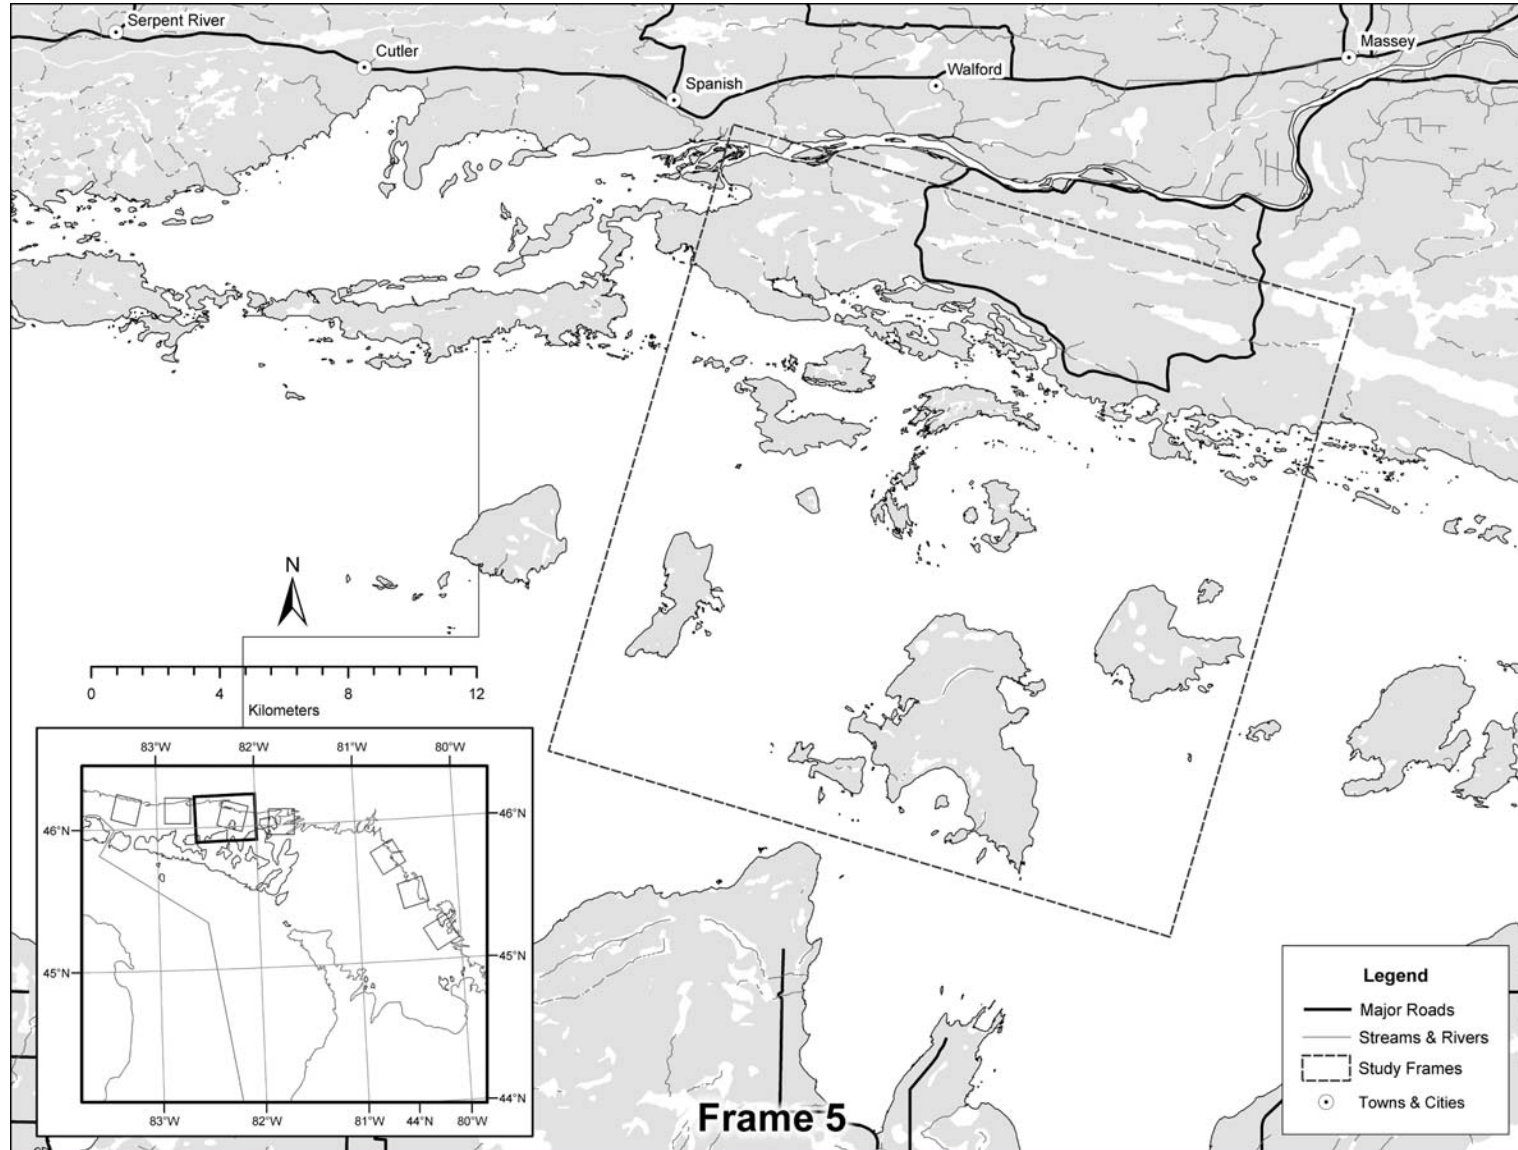 Serpent River
Cutler
Spanish
Walford
Massey
N
0 4 8 12
Kilometers
83°W 82°W 81°W 80°W
46°N 46°N
45°N 45°N
44°N
83°W 82°W 81°W 44°N 80°W
Frame 5
Legend
Major Roads
Streams & Rivers
Study Frames
Towns & Cities